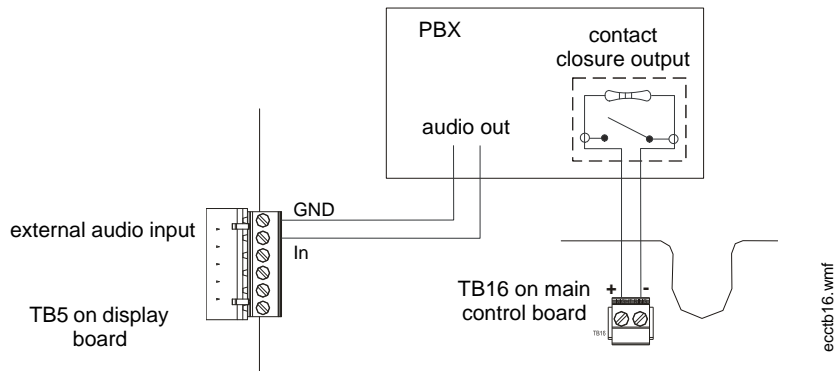 PBX
contact
closure output
audio out
GND
external audio input
In
TB16 on main
control board
+ -
TB16
TB5 on display
board
ecctb16.wmf